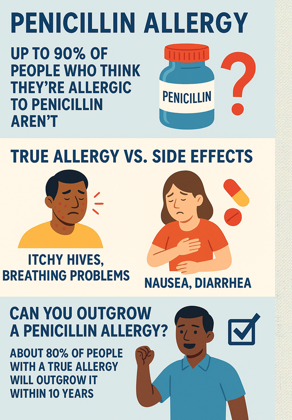 PENICILLIN ALLERGY
UP TO 90% OF
PEOPLE WHO THINK
THEY'RE ALLERGIC
TO PENICILLIN
AREN'T
PENICILLIN
?
TRUE ALLERGY VS. SIDE EFFECTS
ITCHY HIVES,
BREATHING PROBLEMS
NAUSEA, DIARRHEA
CAN YOU OUTGROW
A PENICILLIN ALLERGY?
ABOUT 80% OF PEOPLE
WITH A TRUE ALLERGY
WILL OUTGROW IT
WITHIN 10 YEARS